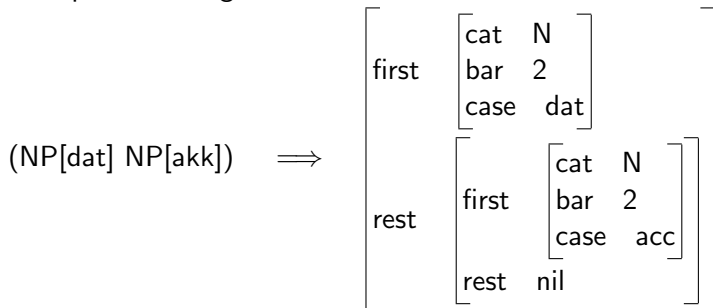 cat N
first bar 2
case dat
(NP[dat] NP[akk]) ⟹
cat N
first bar 2
rest case acc
rest nil